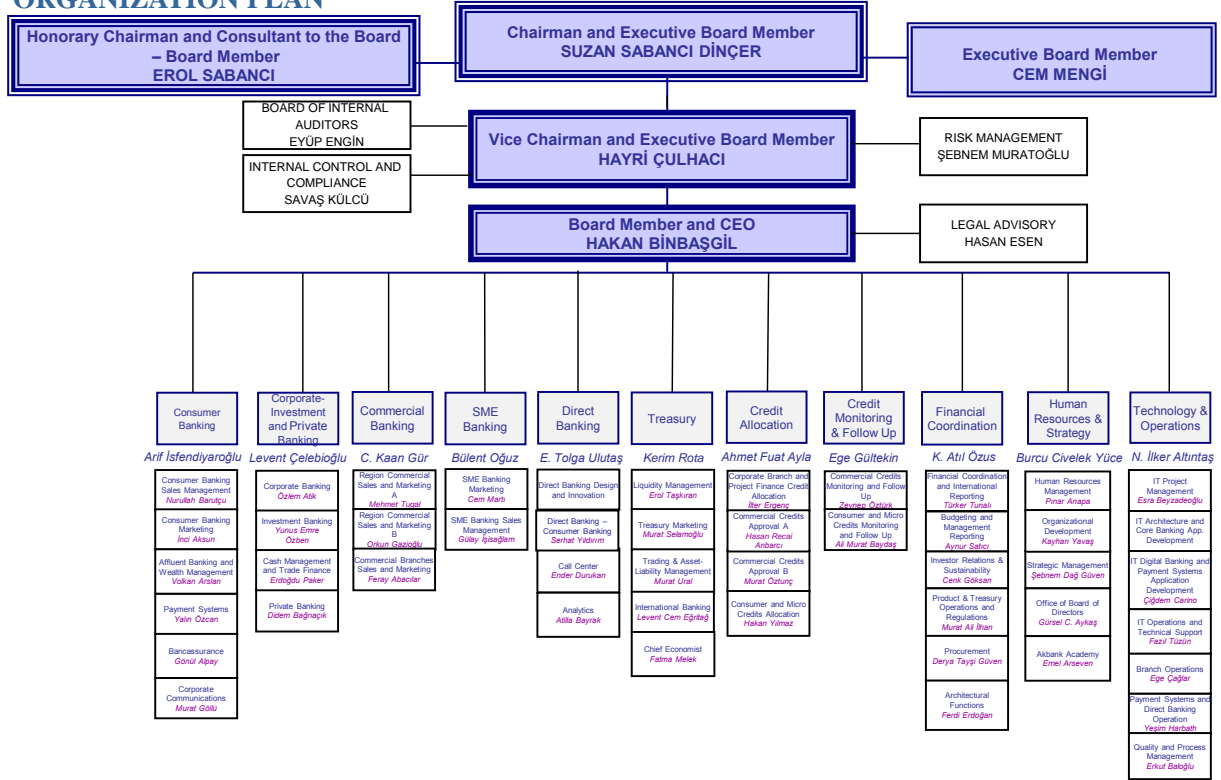 ORGANIZATION PLAN
Honorary Chairman and Consultant to the Board
– Board Member
EROL SABANCI
Chairman and Executive Board Member
SUZAN SABANCI DİNÇER
Executive Board Member
CEM MENGİ
BOARD OF INTERNAL
AUDITORS
EYÜP ENGİN
INTERNAL CONTROL AND
COMPLIANCE
SAVAŞ KÜLCÜ
Vice Chairman and Executive Board Member
HAYRİ ÇULHACI
RISK MANAGEMENT
ŞEBNEM MURATOĞLU
Board Member and CEO
HAKAN BİNBAŞGİL
LEGAL ADVISORY
HASAN ESEN
Consumer
Banking
Arif İsfendiyaroğlu
Consumer Banking
Sales Management
Nurullah Barutçu
Consumer Banking
Marketing
İnci Aksun
Affluent Banking and
Wealth Management
Volkan Arslan
Payment Systems
Yalın Özcan
Bancassurance
Gönül Alpay
Corporate
Communications
Murat Göllü
Corporate-
Investment
and Private
Banking
Levent Çelebioğlu
Corporate Banking
Özlem Atik
Investment Banking
Yunus Emre
Özben
Cash Management
and Trade Finance
Erdoğdu Paker
Private Banking
Didem Bağrıaçık
Commercial
Banking
C. Kaan Gür
Region Commercial
Sales and Marketing
A
Mehmet Tugal
Region Commercial
Sales and Marketing
B
Orkun Gazioğlu
Commercial Branches
Sales and Marketing
Feray Abacılar
SME
Banking
Bülent Oğuz
SME Banking
Marketing
Cem Martı
SME Banking Sales
Management
Gülay Işisağlam
Direct
Banking
E. Tolga Ulutaş
Direct Banking Design
and Innovation
Direct Banking –
Consumer Banking
Serhat Yıldırım
Call Center
Ender Durukan
Analytics
Atilla Bayrak
Treasury
Kerim Rota
Liquidity Management
Erol Taşkıran
Treasury Marketing
Murat Selamoğlu
Trading & Asset-
Liability Management
Murat Ural
International Banking
Levent Cem Eğritağ
Chief Economist
Fatma Melek
Credit
Allocation
Ahmet Fuat Ayla
Corporate Branch and
Project Finance Credit
Allocation
İlter Ergenç
Commercial Credits
Approval A
Hasan Recai
Anbarcı
Commercial Credits
Approval B
Murat Öztunç
Consumer and Micro
Credits Allocation
Hakan Yılmaz
Credit
Monitoring
& Follow Up
Ege Gültekin
Commercial Credits
Monitoring and Follow
Up
Zeynep Öztürk
Consumer and Micro
Credits Monitoring
and Follow Up
Ali Murat Baydaş
Financial
Coordination
K. Atıl Özus
Financial Coordination
and International
Reporting
Türker Tunalı
Budgeting and
Management
Reporting
Aynur Satıcı
Investor Relations &
Sustainability
Cenk Göksan
Product & Treasury
Operations and
Regulations
Murat Ali İlhan
Procurement
Derya Tayşi Güven
Architectural
Functions
Ferdi Erdoğan
Human
Resources &
Strategy
Burcu Civelek Yüce
Human Resources
Management
Pınar Anapa
Organizational
Development
Kayhan Yavaş
Strategic Management
Şebnem Dağ Güven
Office of Board of
Directors
Gürsel C. Aykaş
Akbank Academy
Emel Arseven
Technology &
Operations
N. İlker Altıntaş
IT Project
Management
Esra Beyzadeoğlu
IT Architecture and
Core Banking App.
Development
IT Digital Banking and
Payment Systems
Application
Development
Çiğdem Carino
IT Operations and
Technical Support
Fazıl Tüzün
Branch Operations
Ege Çağlar
Payment Systems and
Direct Banking
Operation
Yeşim Harbath
Quality and Process
Management
Erkut Baloğlu